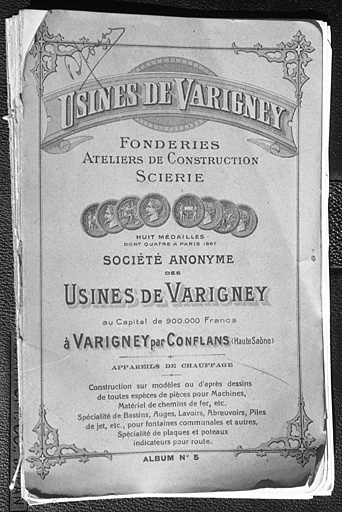 USINES DE VARIGNEY
FONDERIES
ATELIERS DE CONSTRUCTION
SCIERIE
HUIT MÉDAILLES
DONT QUATRE A PARIS 1867
SOCIÉTÉ ANONYME
DES
USINES DE VARIGNEY
au Capital de 900.000 Francs
à VARIGNEY par CONFLANS (Haute Saône)
APPAREILS DE CHAUFFAGE
Construction sur modèles ou d'après dessins
de toutes espèces de pièces pour Machines,
Matériel de chemins de fer, etc.
Spécialité de Bassins, Auges, Lavoirs, Abreuvoirs, Piles
de jet, etc., pour fontaines communales et autres,
Spécialité de plaques et poteaux
indicateurs pour route.
ALBUM N° 5